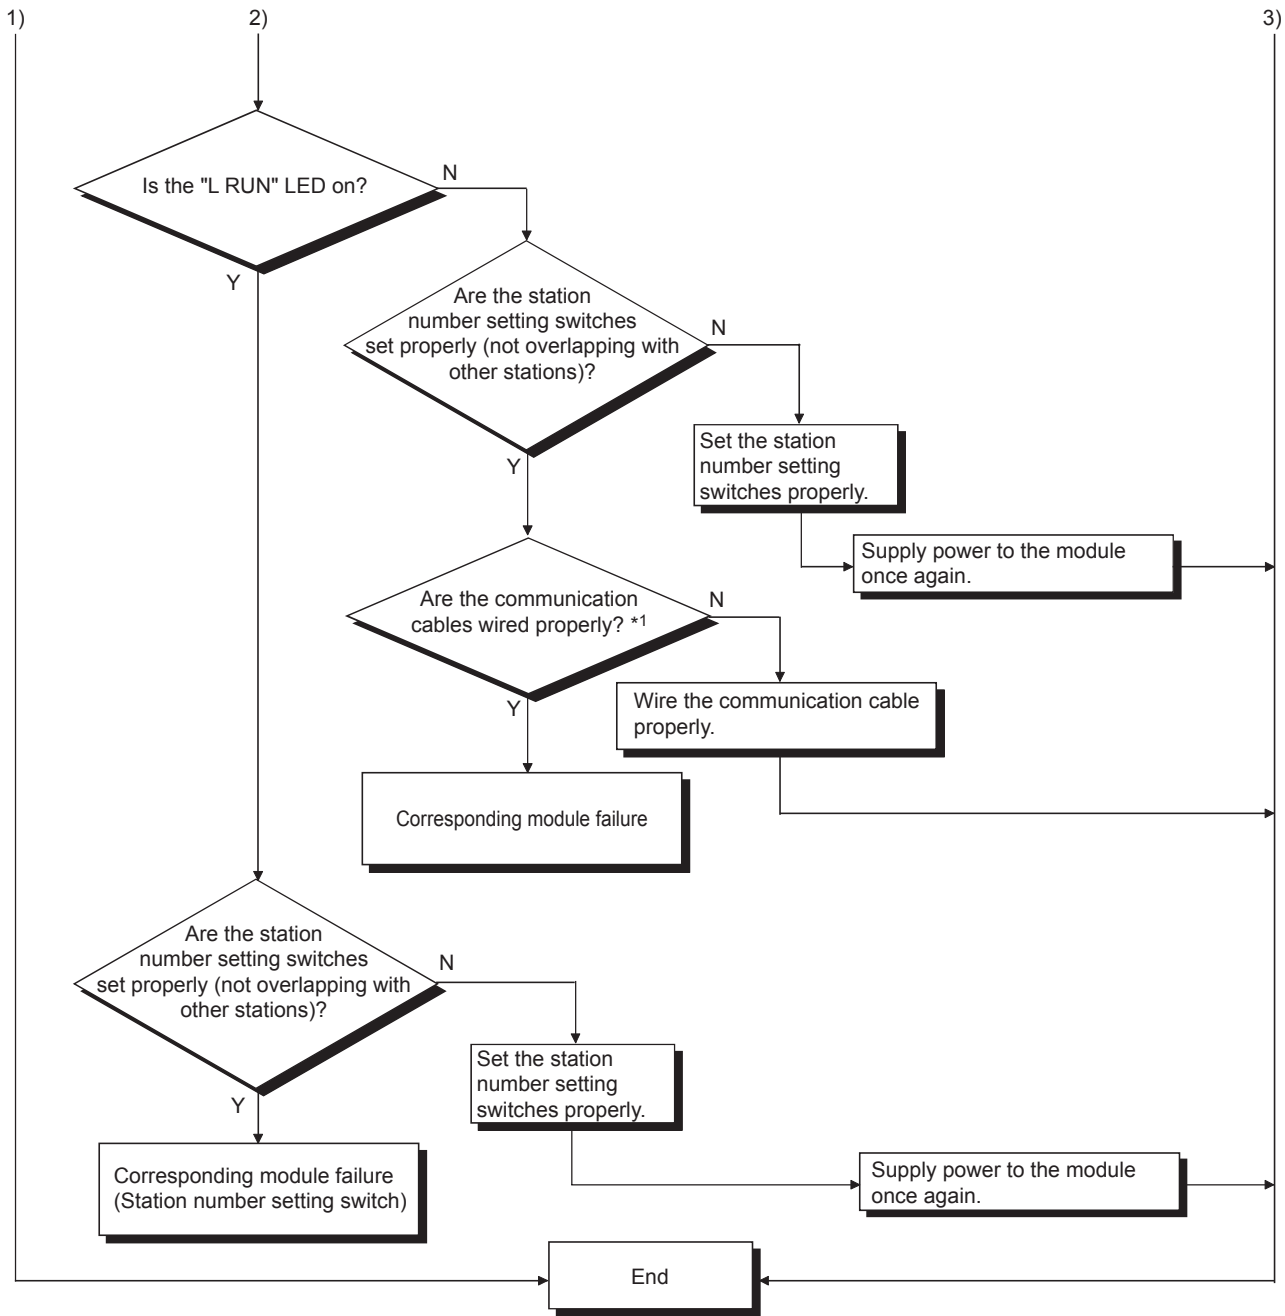 1)
2)
3)
Is the "L RUN" LED on?
N
Y
Are the station
number setting switches
set properly (not overlapping with
other stations)?
N
Y
Set the station
number setting
switches properly.
Supply power to the module
once again.
Are the communication
cables wired properly? *1
N
Y
Wire the communication cable
properly.
Corresponding module failure
Are the station
number setting switches
set properly (not overlapping with
other stations)?
N
Y
Set the station
number setting
switches properly.
Corresponding module failure
(Station number setting switch)
Supply power to the module
once again.
End